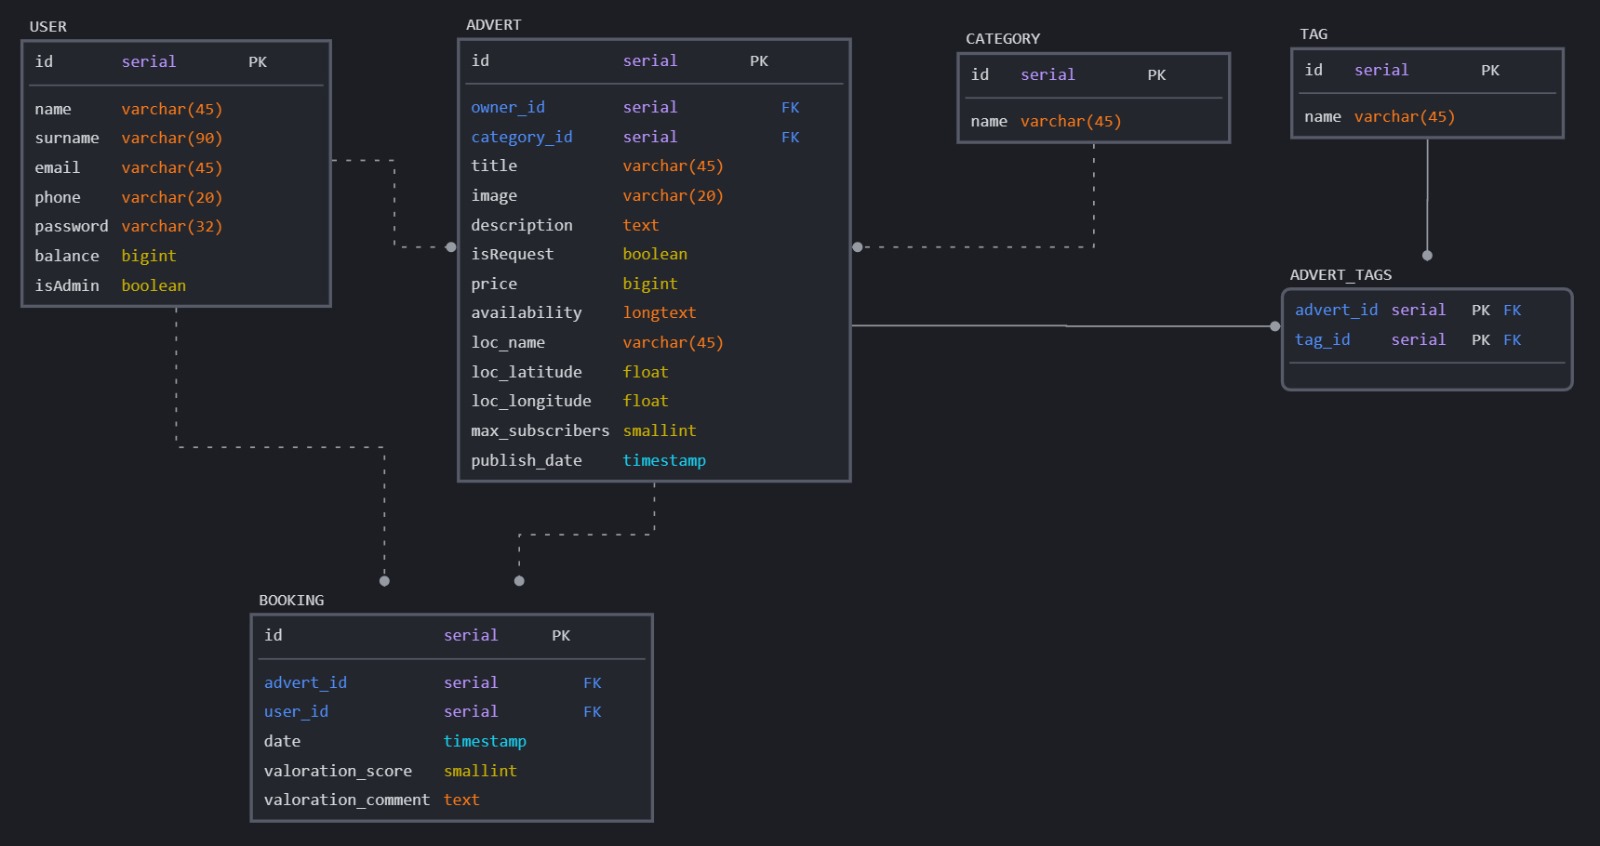 USER
id serial PK
name varchar(45)
surname varchar(90)
email varchar(45)
phone varchar(20)
password varchar(32)
balance bigint
isAdmin boolean
ADVERT
id serial PK
owner_id serial FK
category_id serial FK
title varchar(45)
image varchar(20)
description text
isRequest boolean
price bigint
availability longtext
loc_name varchar(45)
loc_latitude float
loc_longitude float
max_subscribers smallint
publish_date timestamp
CATEGORY
id serial PK
name varchar(45)
TAG
id serial PK
name varchar(45)
ADVERT_TAGS
advert_id serial PK FK
tag_id serial PK FK
BOOKING
id serial PK
advert_id serial FK
user_id serial FK
date timestamp
valoration_score smallint
valoration_comment text